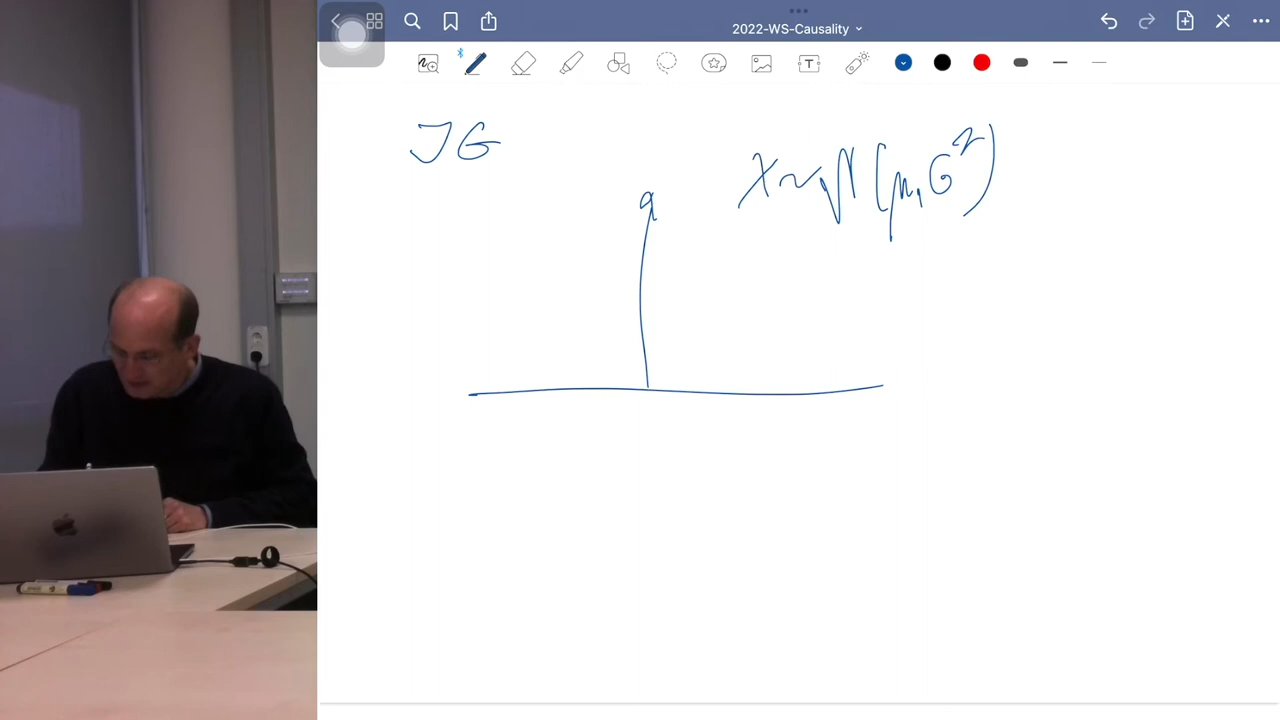 2022-WS-Causality
T
JG
X ~ N(μ, σ²)